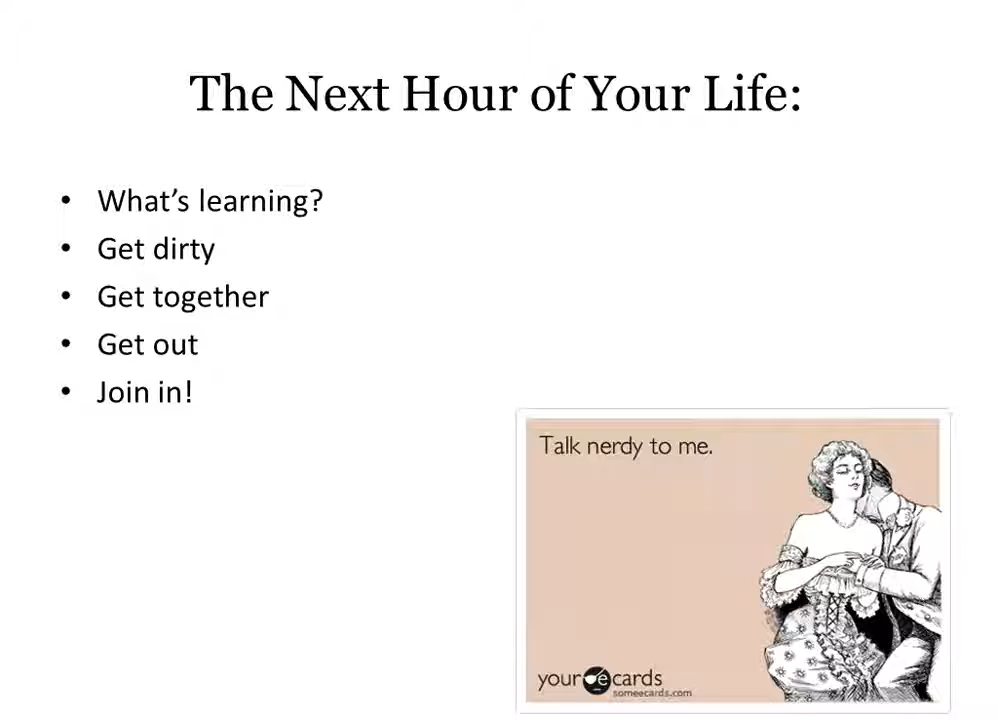 The Next Hour of Your Life:
• What's learning?
• Get dirty
• Get together
• Get out
• Join in!
Talk nerdy to me.
your e cards
someecards.com